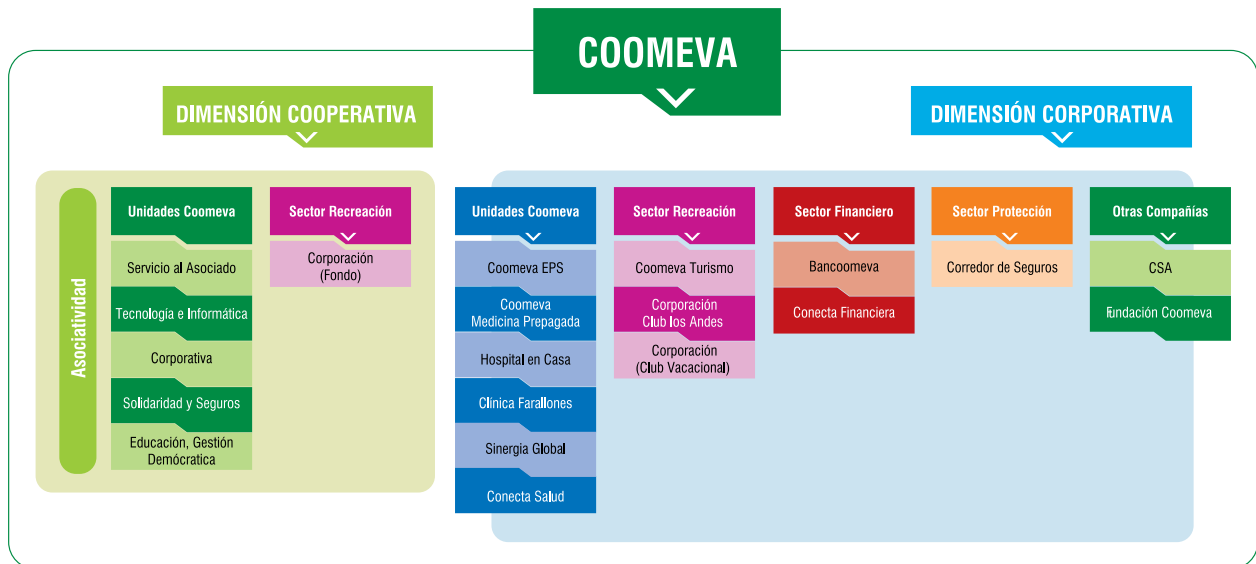 COOMEVA
DIMENSIÓN COOPERATIVA
DIMENSIÓN CORPORATIVA
Asociatividad
Unidades Coomeva
Servicio al Asociado
Tecnología e Informática
Corporativa
Solidaridad y Seguros
Educación, Gestión
Demócratica
Sector Recreación
Corporación
(Fondo)
Unidades Coomeva
Coomeva EPS
Coomeva
Medicina Prepagada
Hospital en Casa
Clínica Farallones
Sinergia Global
Conecta Salud
Sector Recreación
Coomeva Turismo
Corporación
Club los Andes
Corporación
(Club Vacacional)
Sector Financiero
Bancoomeva
Conecta Financiera
Sector Protección
Corredor de Seguros
Otras Compañías
CSA
Fundación Coomeva